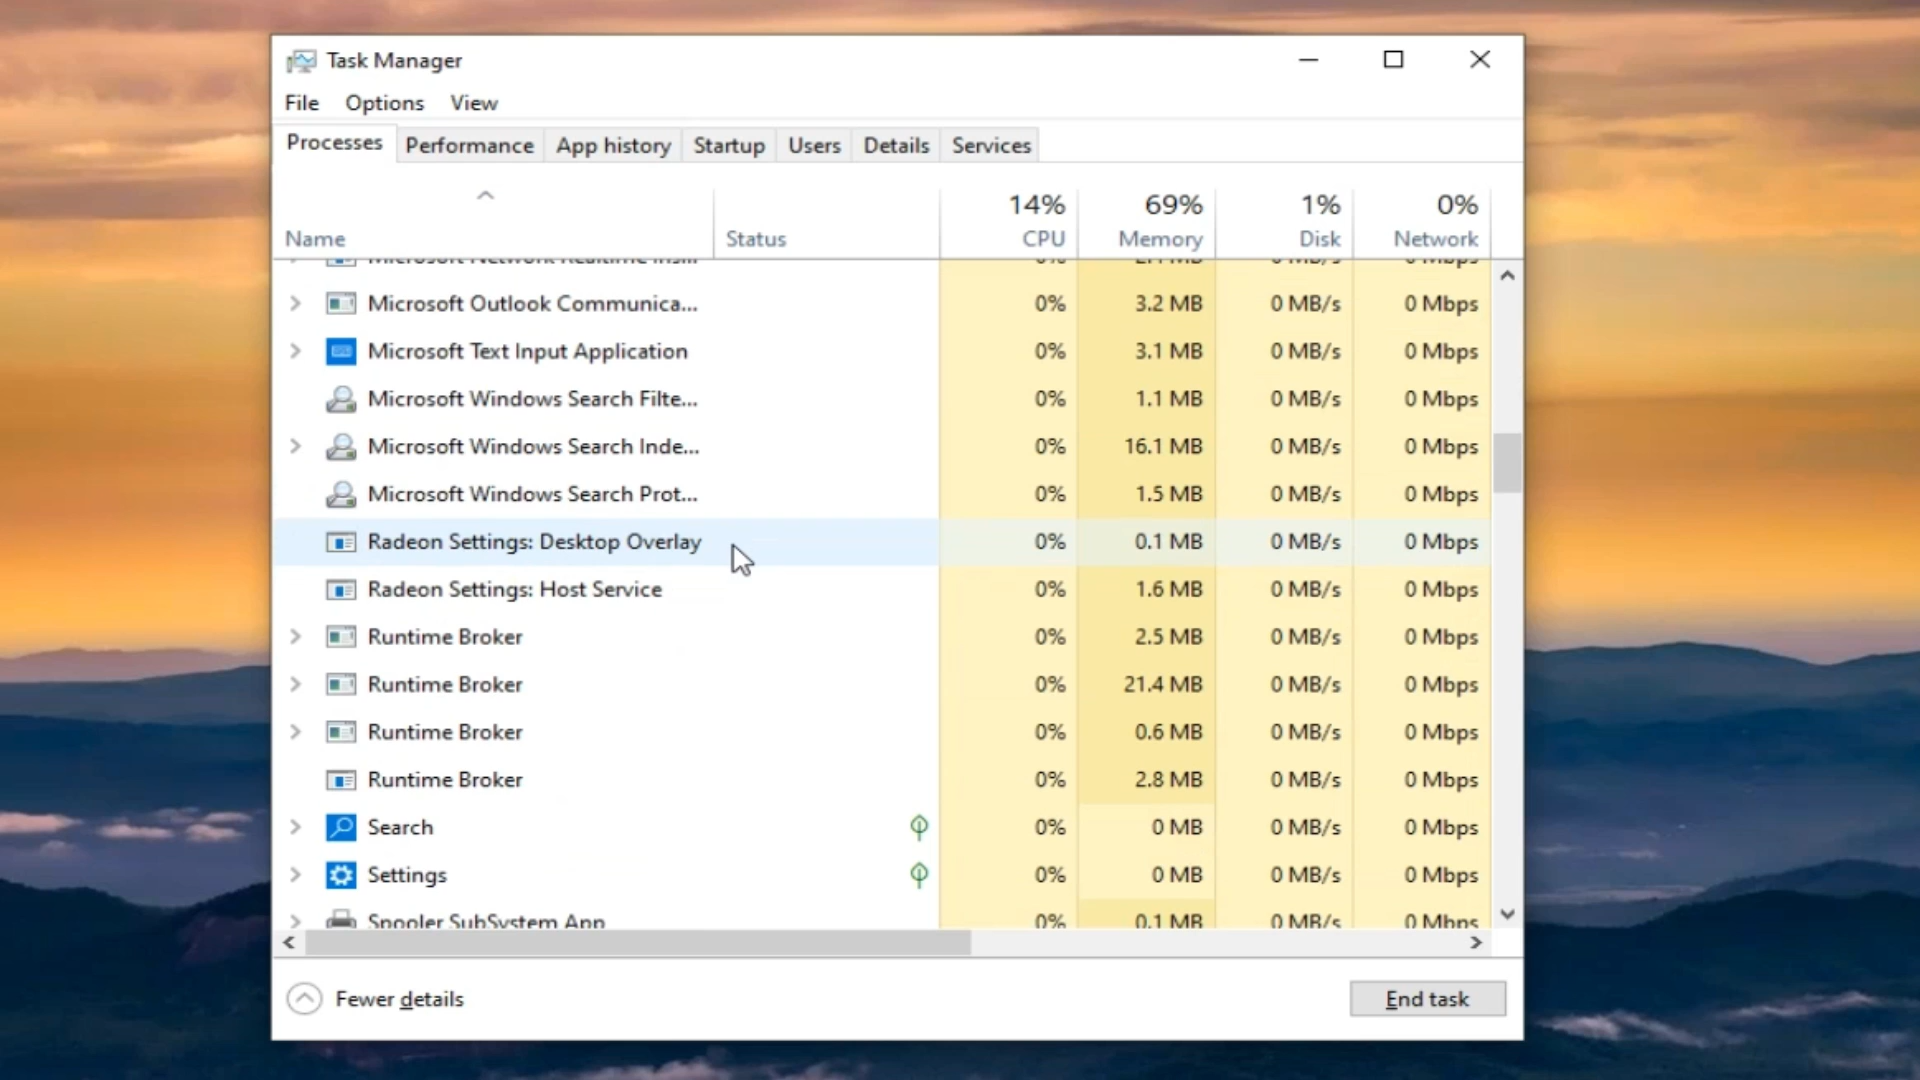 Task Manager
File Options View
Processes Performance App history Startup Users Details Services
14% 69% 1% 0%
Name Status CPU Memory Disk Network
Microsoft Outlook Communica... 0% 3.2 MB 0 MB/s 0 Mbps
Microsoft Text Input Application 0% 3.1 MB 0 MB/s 0 Mbps
Microsoft Windows Search Filte... 0% 1.1 MB 0 MB/s 0 Mbps
Microsoft Windows Search Inde... 0% 16.1 MB 0 MB/s 0 Mbps
Microsoft Windows Search Prot... 0% 1.5 MB 0 MB/s 0 Mbps
Radeon Settings: Desktop Overlay 0% 0.1 MB 0 MB/s 0 Mbps
Radeon Settings: Host Service 0% 1.6 MB 0 MB/s 0 Mbps
Runtime Broker 0% 2.5 MB 0 MB/s 0 Mbps
Runtime Broker 0% 21.4 MB 0 MB/s 0 Mbps
Runtime Broker 0% 0.6 MB 0 MB/s 0 Mbps
Runtime Broker 0% 2.8 MB 0 MB/s 0 Mbps
Search 0% 0 MB 0 MB/s 0 Mbps
Settings 0% 0 MB 0 MB/s 0 Mbps
Spooler SubSystem App 0% 0.1 MB 0 MB/s 0 Mbps
Fewer details End task